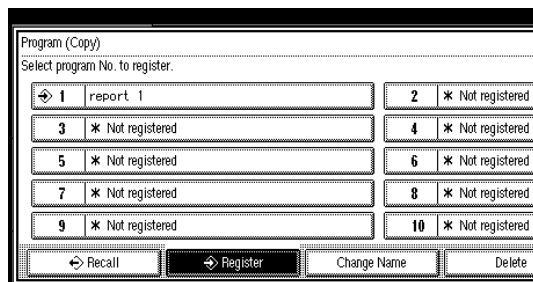 Program (Copy)
Select program No. to register.
1 report 1 2 * Not registered
3 * Not registered 4 * Not registered
5 * Not registered 6 * Not registered
7 * Not registered 8 * Not registered
9 * Not registered 10 * Not registered
Recall Register Change Name Delete